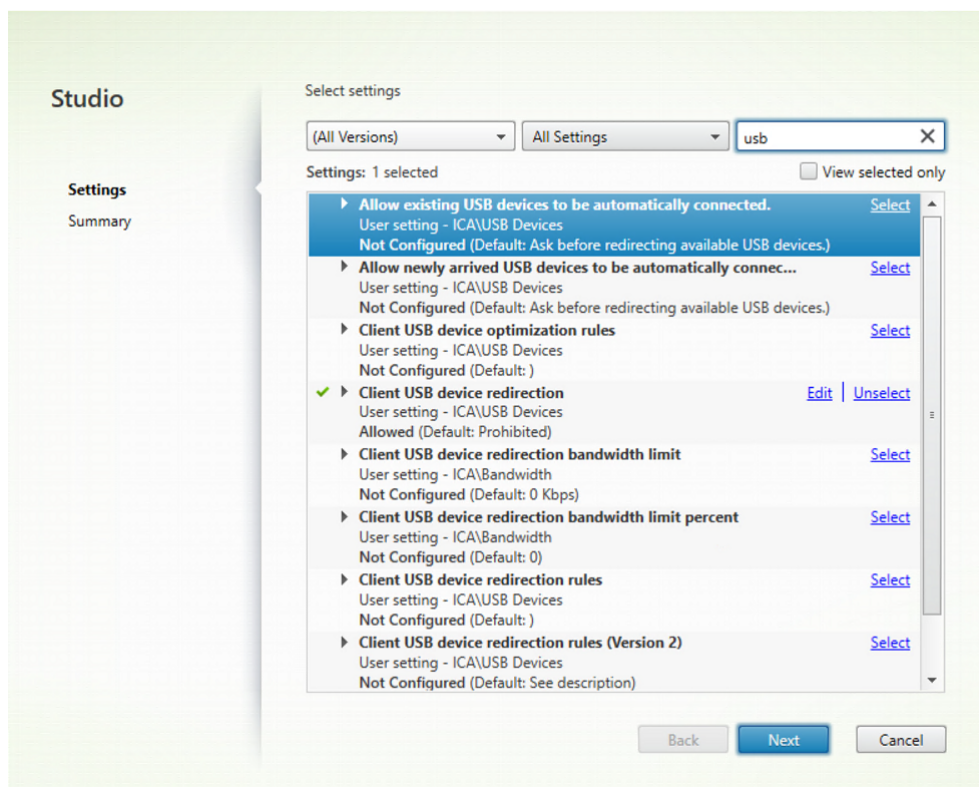 Studio
Settings
Summary
Select settings
(All Versions) All Settings usb
Settings: 1 selected View selected only
Allow existing USB devices to be automatically connected. Select
User setting - ICA\USB Devices
Not Configured (Default: Ask before redirecting available USB devices.)
Allow newly arrived USB devices to be automatically connec... Select
User setting - ICA\USB Devices
Not Configured (Default: Ask before redirecting available USB devices.)
Client USB device optimization rules Select
User setting - ICA\USB Devices
Not Configured (Default: )
Client USB device redirection Edit | Unselect
User setting - ICA\USB Devices
Allowed (Default: Prohibited)
Client USB device redirection bandwidth limit Select
User setting - ICA\Bandwidth
Not Configured (Default: 0 Kbps)
Client USB device redirection bandwidth limit percent Select
User setting - ICA\Bandwidth
Not Configured (Default: 0)
Client USB device redirection rules Select
User setting - ICA\USB Devices
Not Configured (Default: )
Client USB device redirection rules (Version 2) Select
User setting - ICA\USB Devices
Not Configured (Default: See description)
Back Next Cancel